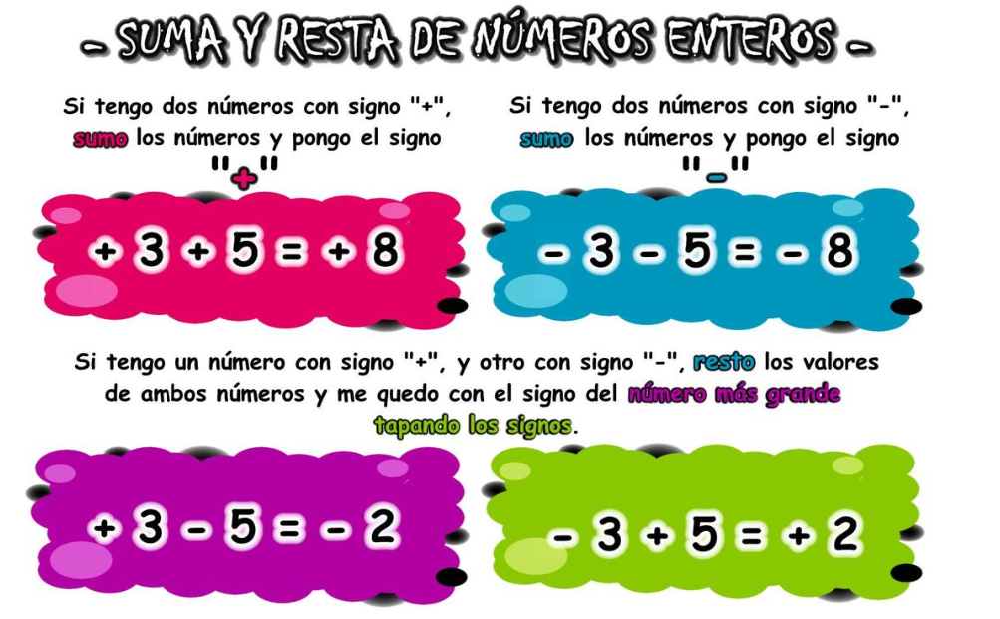 - SUMA Y RESTA DE NÚMEROS ENTEROS -
Si tengo dos números con signo "+",
sumo los números y pongo el signo
"+"
+ 3 + 5 = + 8
Si tengo dos números con signo "-",
sumo los números y pongo el signo
"-"
- 3 - 5 = - 8
Si tengo un número con signo "+", y otro con signo "-", resto los valores
de ambos números y me quedo con el signo del número más grande
tapando los signos.
+ 3 - 5 = - 2
- 3 + 5 = + 2